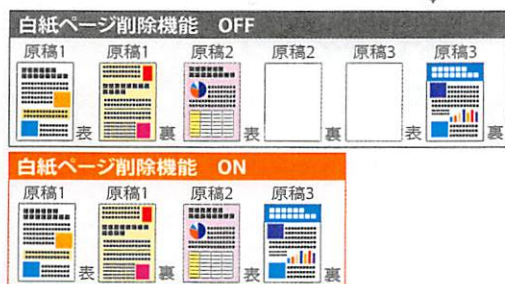 白紙ページ削除機能 OFF
原稿1 原稿1 原稿2 原稿2 原稿3 原稿3
表 裏 表 裏 表 裏
白紙ページ削除機能 ON
原稿1 原稿1 原稿2 原稿3
表 裏 表 裏